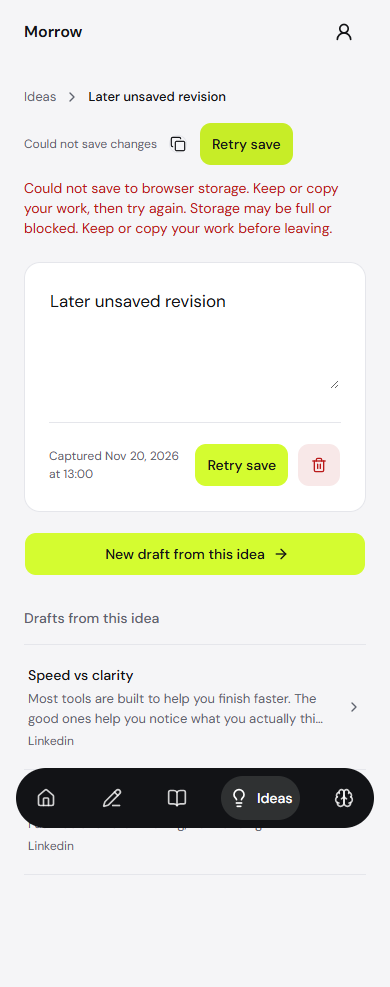 Morrow
Ideas
Later unsaved revision
Could not save changes
Retry save
Could not save to browser storage. Keep or copy
your work, then try again. Storage may be full or
blocked. Keep or copy your work before leaving.
Later unsaved revision
Captured Nov 20, 2026
at 13:00
Retry save
New draft from this idea
Drafts from this idea
Speed vs clarity
Most tools are built to help you finish faster. The
good ones help you notice what you actually thi...
Linkedin
Ideas
Linkedin